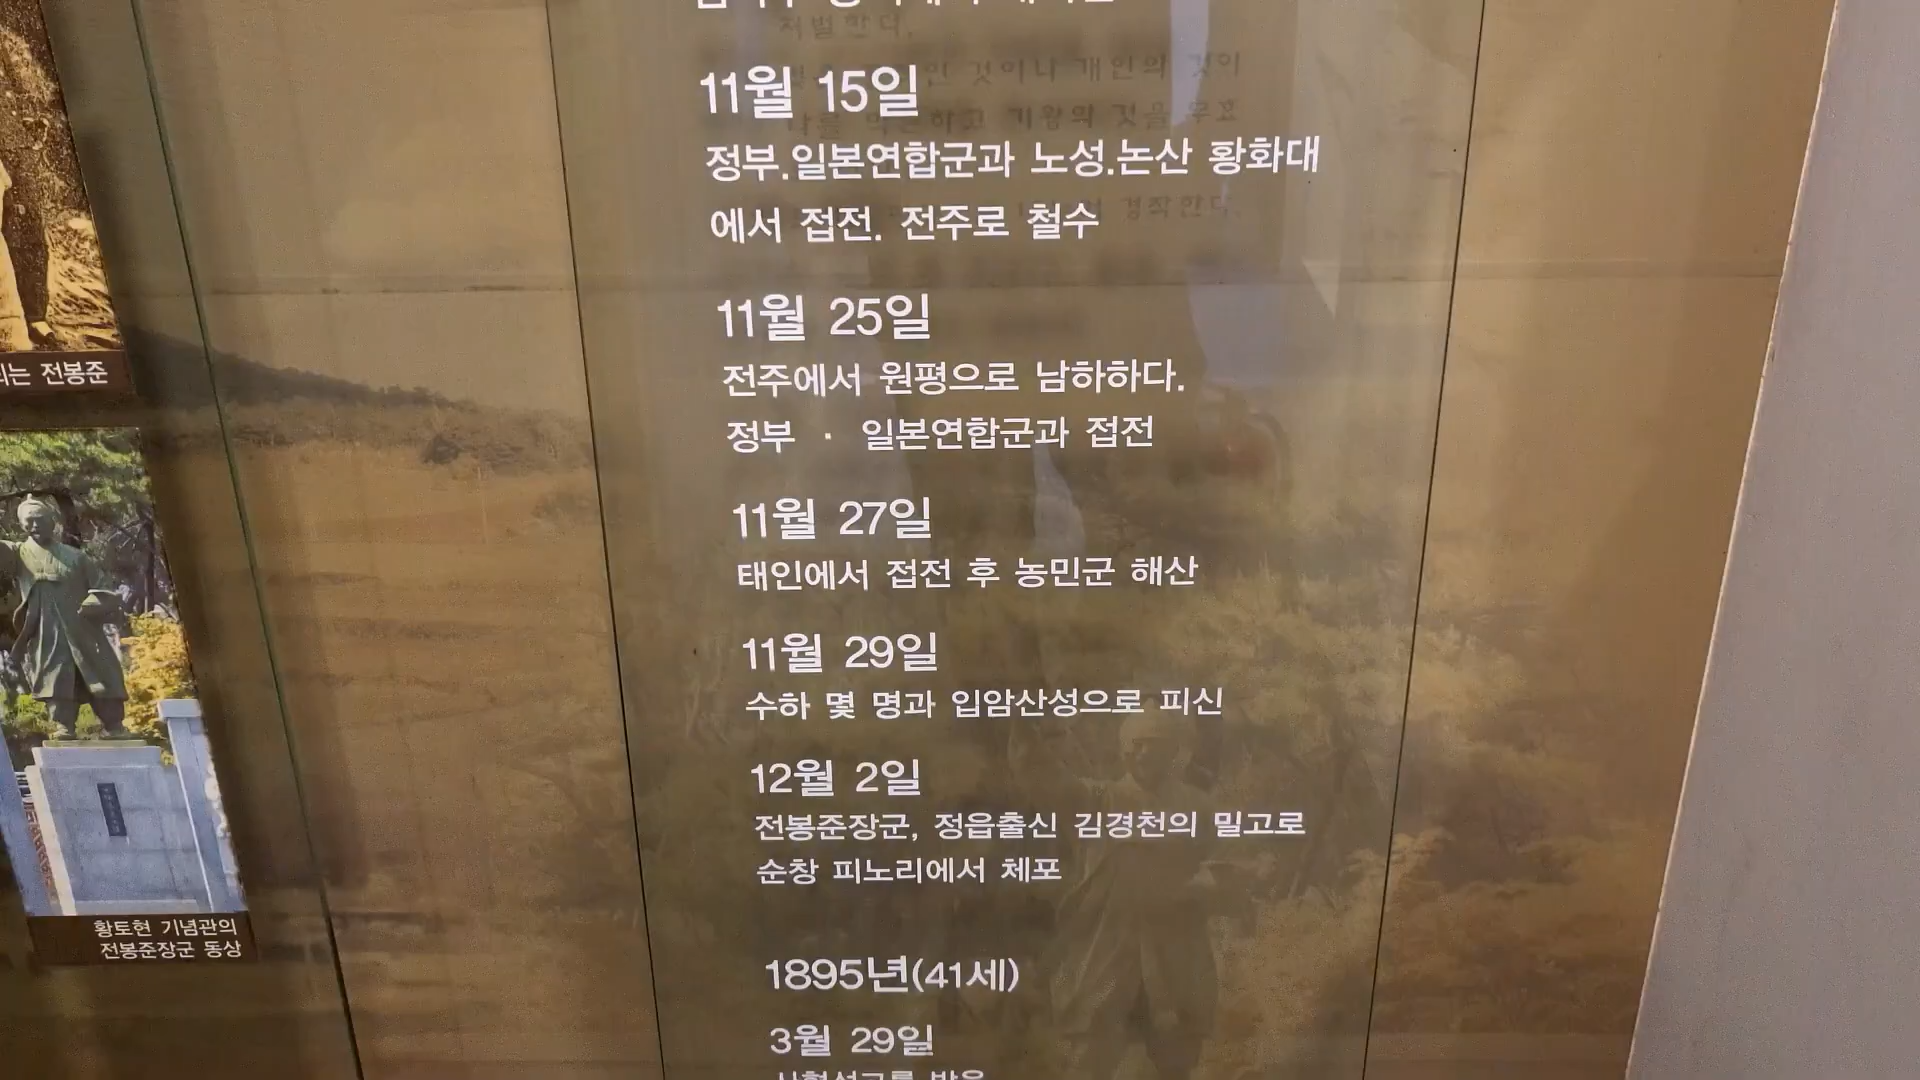 11월 15일
정부.일본연합군과 노성.논산 황화대
에서 접전. 전주로 철수
11월 25일
전주에서 원평으로 남하하다.
정부 · 일본연합군과 접전
11월 27일
태인에서 접전 후 농민군 해산
11월 29일
수하 몇 명과 입암산성으로 피신
12월 2일
전봉준장군, 정읍출신 김경천의 밀고로
순창 피노리에서 체포
1895년(41세)
3월 29일
전봉준
황토현 기념관의
전봉준장군 동상